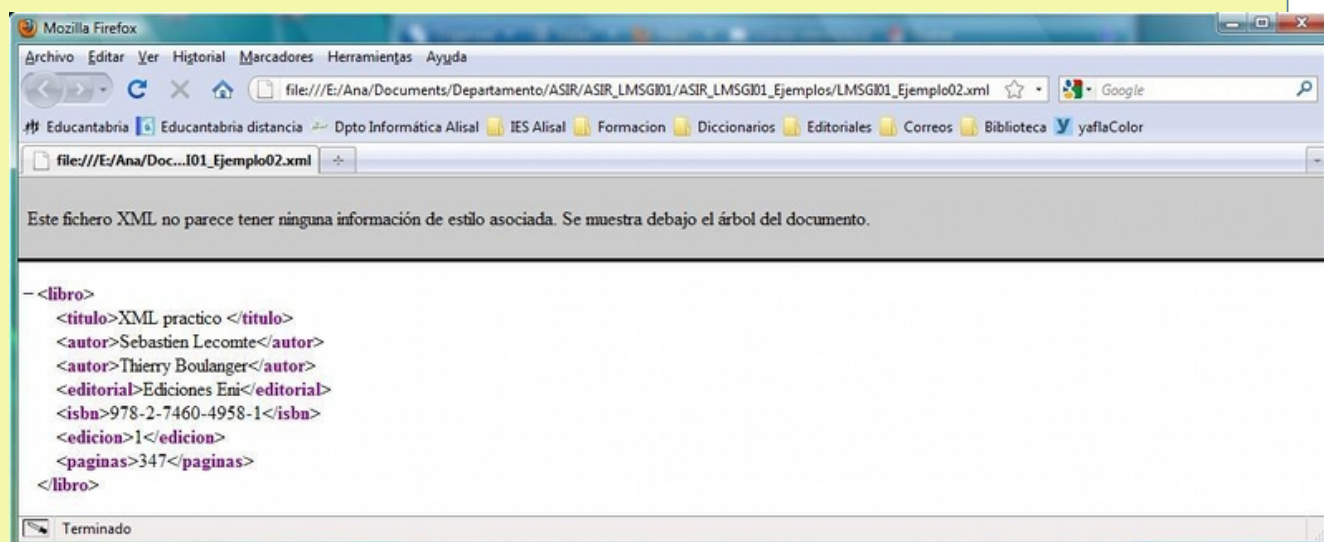 Mozilla Firefox
Archivo Editar Ver Historial Marcadores Herramientas Ayuda
file:///E:/Ana/Documents/Departamento/ASIR/ASIR_LMSGI01/ASIR_LMSGI01_Ejemplos/LMSGI01_Ejemplo02.xml Google
Educantabria Educantabria distancia Dpto Informática Alisal IES Alisal Formacion Diccionarios Editoriales Correos Biblioteca yaflaColor
file:///E:/Ana/Doc...I01_Ejemplo02.xml
Este fichero XML no parece tener ninguna información de estilo asociada. Se muestra debajo el árbol del documento.
– <libro>
<titulo>XML practico </titulo>
<autor>Sebastien Lecomte</autor>
<autor>Thierry Boulanger</autor>
<editorial>Ediciones Eni</editorial>
<isbn>978-2-7460-4958-1</isbn>
<edicion>1</edicion>
<paginas>347</paginas>
</libro>
Terminado